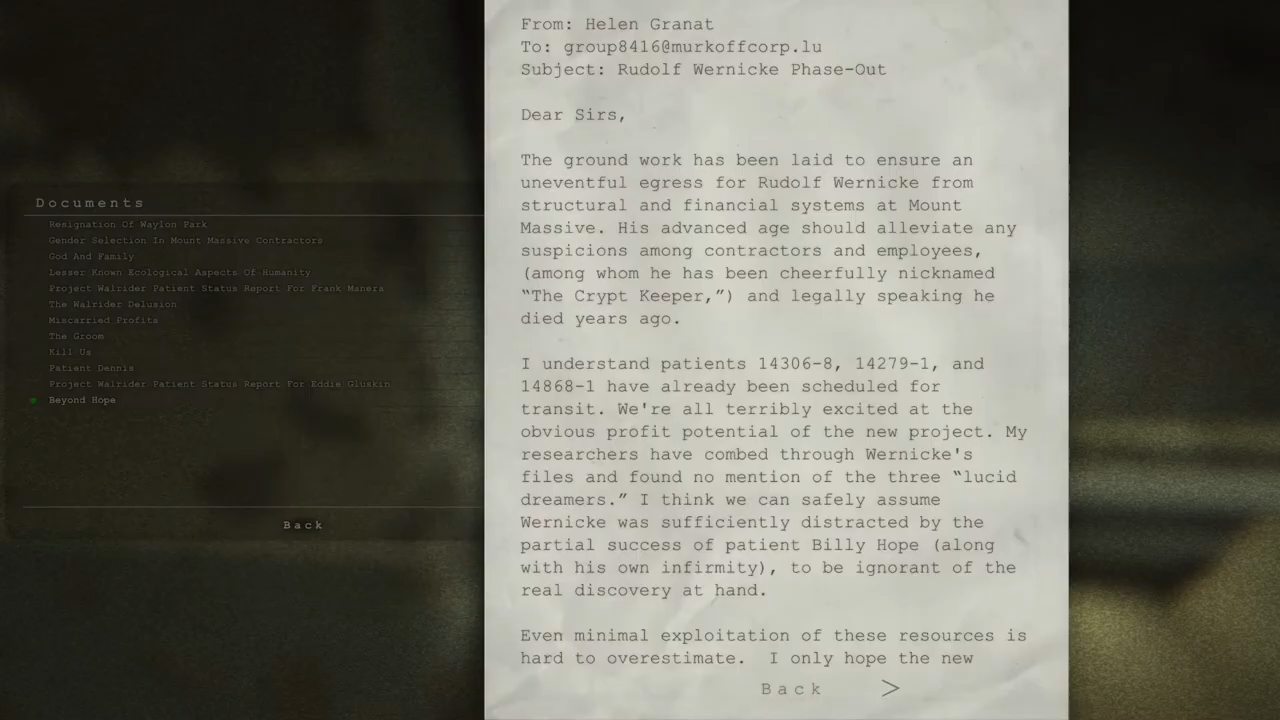 Documents
Resignation Of Waylon Park
Gender Selection In Mount Massive Contractors
God And Family
Lesser Known Ecological Aspects Of Humanity
Project Walrider Patient Status Report For Frank Manera
The Walrider Delusion
Miscarried Profits
The Groom
Kill Us
Patient Dennis
Project Walrider Patient Status Report For Eddie Gluskin
Beyond Hope
Back
From: Helen Granat
To: group8416@murkoffcorp.lu
Subject: Rudolf Wernicke Phase-Out
Dear Sirs,
The ground work has been laid to ensure an
uneventful egress for Rudolf Wernicke from
structural and financial systems at Mount
Massive. His advanced age should alleviate any
suspicions among contractors and employees,
(among whom he has been cheerfully nicknamed
“The Crypt Keeper,”) and legally speaking he
died years ago.
I understand patients 14306-8, 14279-1, and
14868-1 have already been scheduled for
transit. We're all terribly excited at the
obvious profit potential of the new project. My
researchers have combed through Wernicke's
files and found no mention of the three “lucid
dreamers.” I think we can safely assume
Wernicke was sufficiently distracted by the
partial success of patient Billy Hope (along
with his own infirmity), to be ignorant of the
real discovery at hand.
Even minimal exploitation of these resources is
hard to overestimate.  I only hope the new
Back >